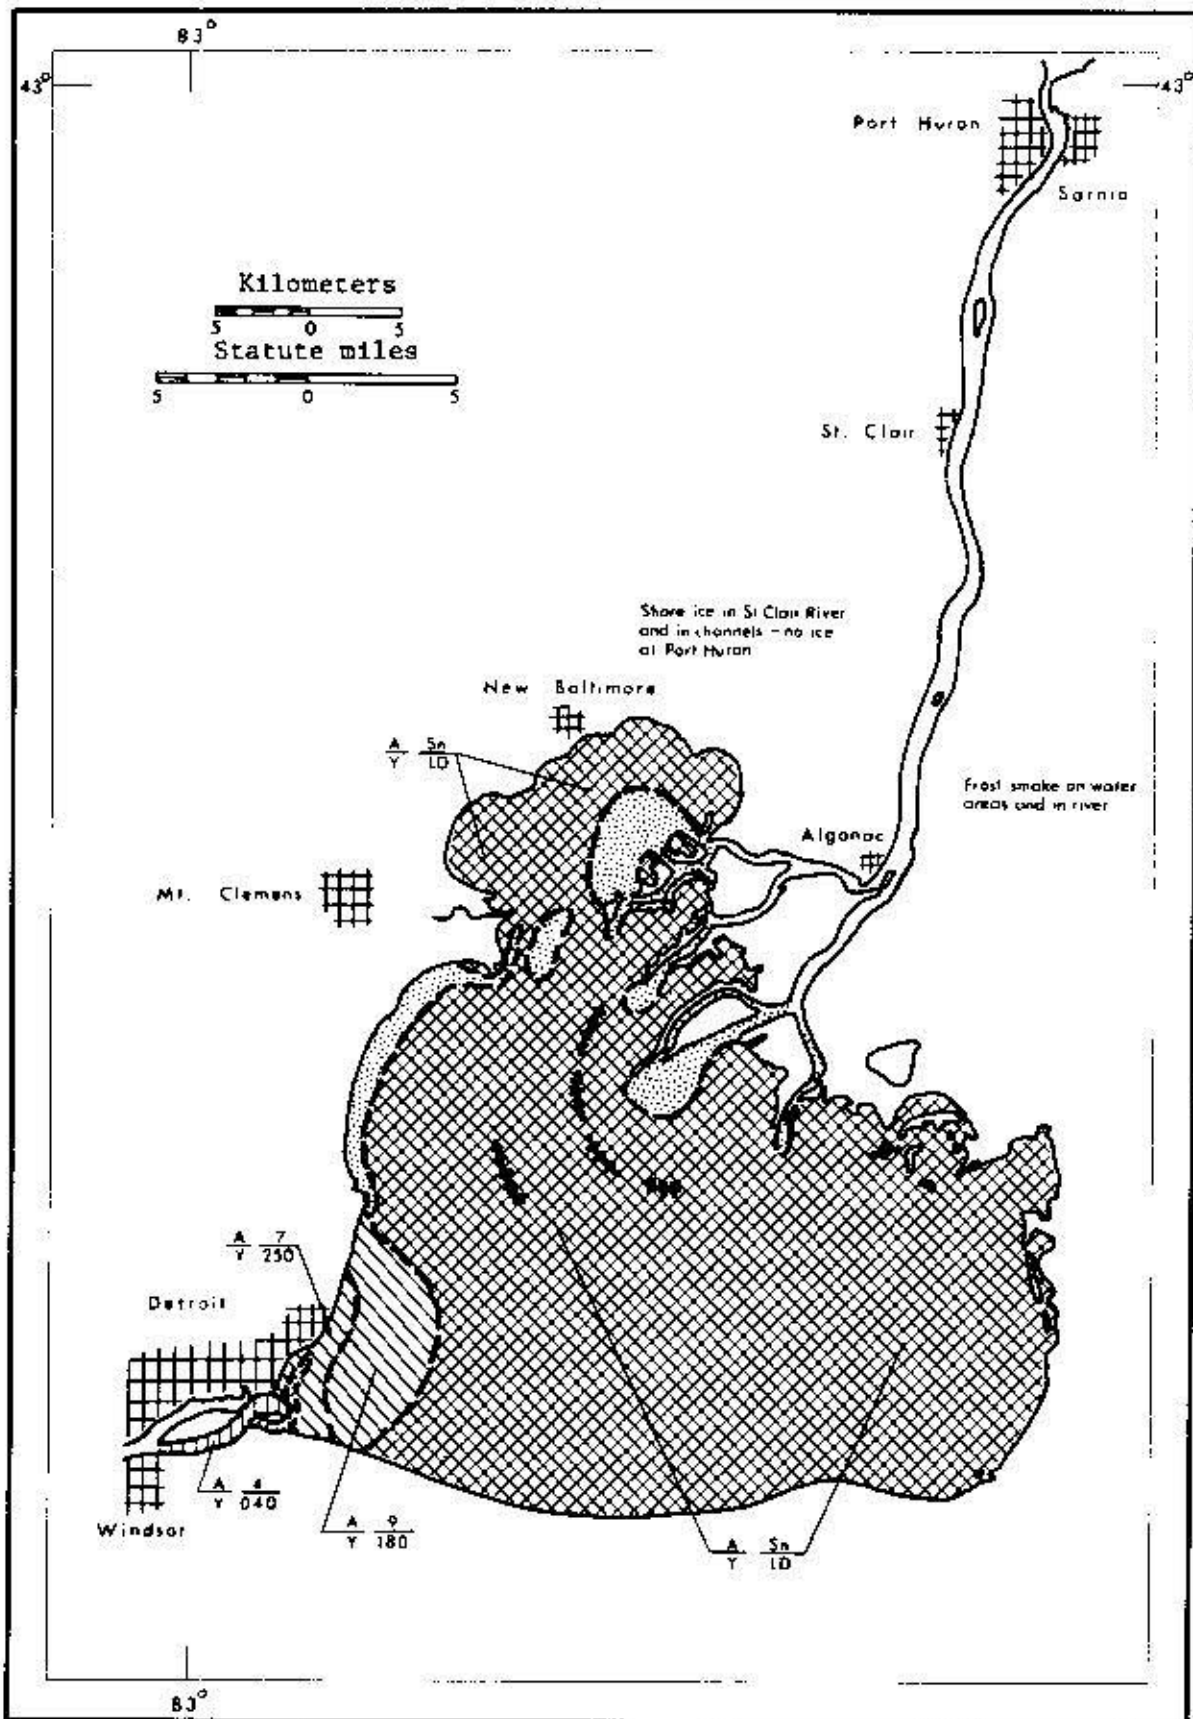 83°
43°
43°
Port Huron
Sarnia
Kilometers
5 0 5
Statute miles
5 0 5
St. Clair
Shore ice in St Clair River
and in channels - no ice
at Port Huron
New Baltimore
A Sn
Y LD
Frost smoke on water
areas and in river
Algonac
Mt. Clemens
A 7
Y 250
Detroit
A 4
Y 040
Windsor
A 9
Y 180
A Sn
Y LD
83°